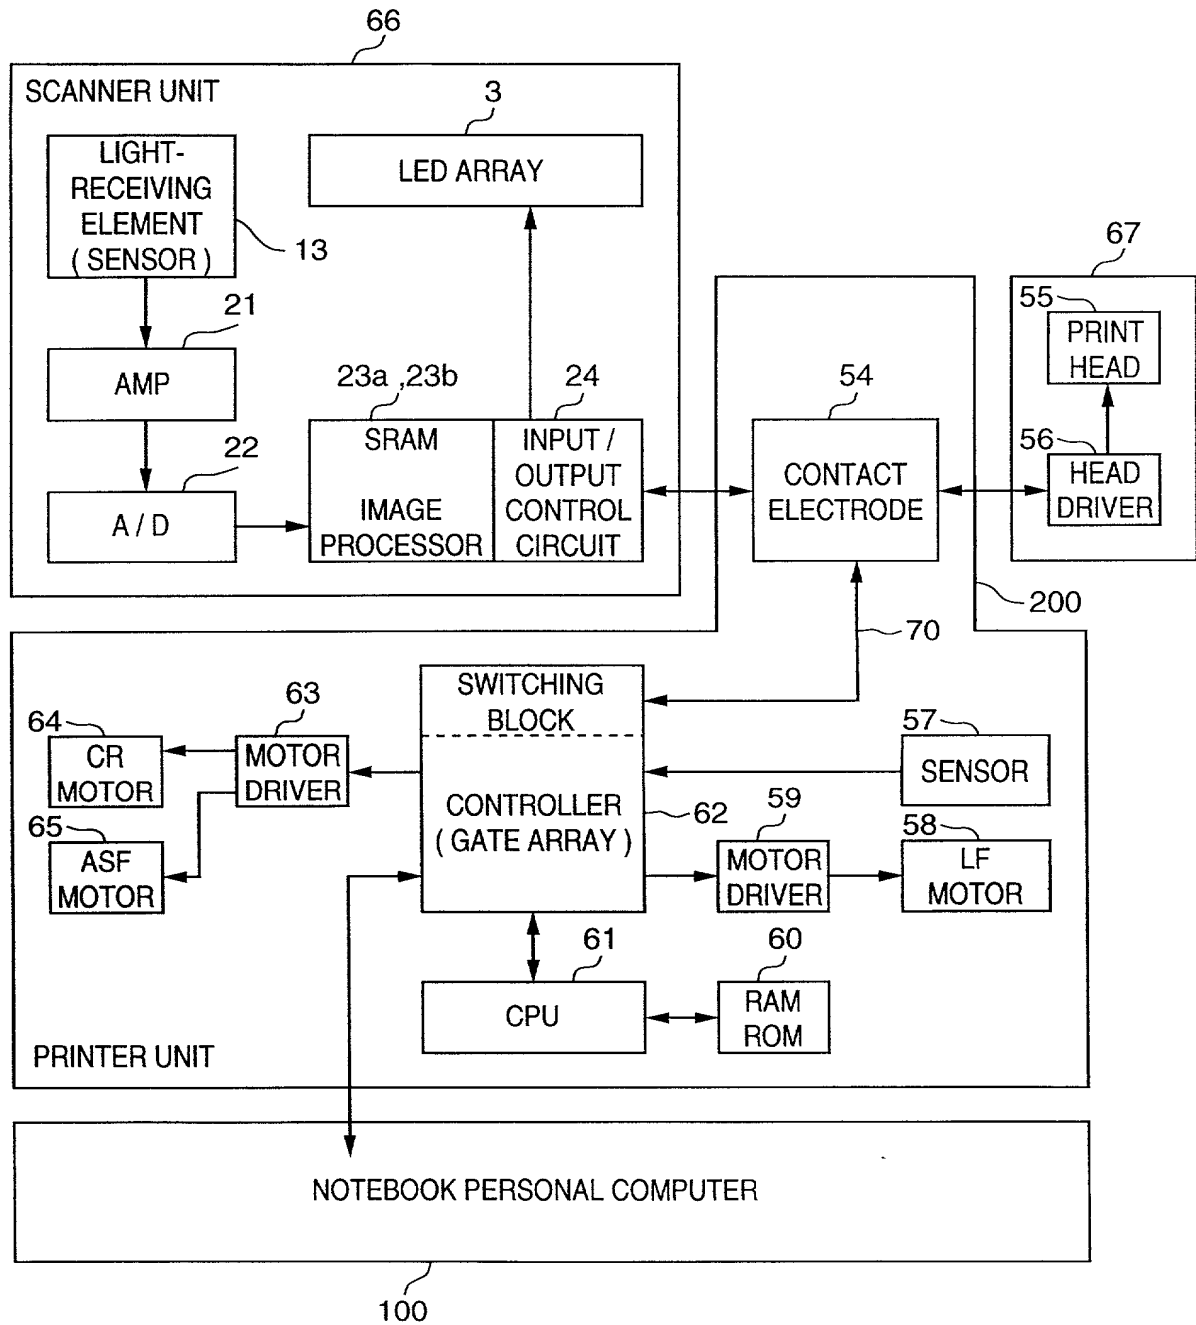 66
SCANNER UNIT
3
LIGHT-
RECEIVING
ELEMENT
( SENSOR )
13
LED ARRAY
21
AMP
22
A / D
23a ,23b
SRAM
IMAGE
PROCESSOR
24
INPUT /
OUTPUT
CONTROL
CIRCUIT
54
CONTACT
ELECTRODE
67
55
PRINT
HEAD
56
HEAD
DRIVER
200
70
SWITCHING
BLOCK
CONTROLLER
( GATE ARRAY )
62
63
MOTOR
DRIVER
64
CR
MOTOR
65
ASF
MOTOR
57
SENSOR
59
MOTOR
DRIVER
58
LF
MOTOR
61
CPU
60
RAM
ROM
PRINTER UNIT
NOTEBOOK PERSONAL COMPUTER
100